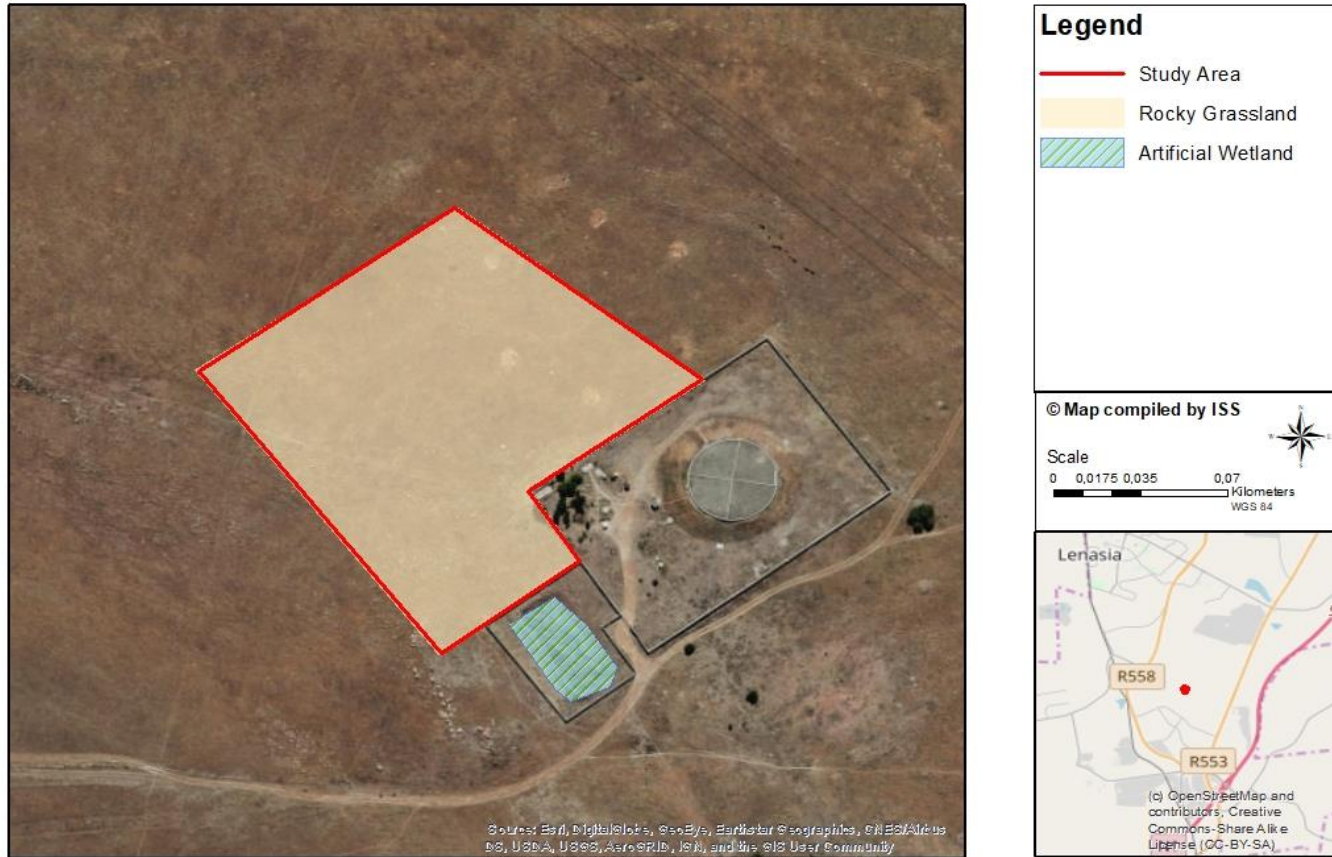 Legend
Study Area
Rocky Grassland
Artificial Wetland
© Map compiled by ISS
N
W
E
S
Scale
0 0,0175 0,035 0,07
Kilometers
WGS 84
Lenasia
R558
R553
(c) OpenStreetMap and
contributors, Creative
Commons-Share Alike
License (CC-BY-SA)
Source: Esri, DigitalGlobe, GeoEye, Earthstar Geographics, CNES/Airbus
DS, USDA, USGS, AeroGRID, IGN, and the GIS User Community